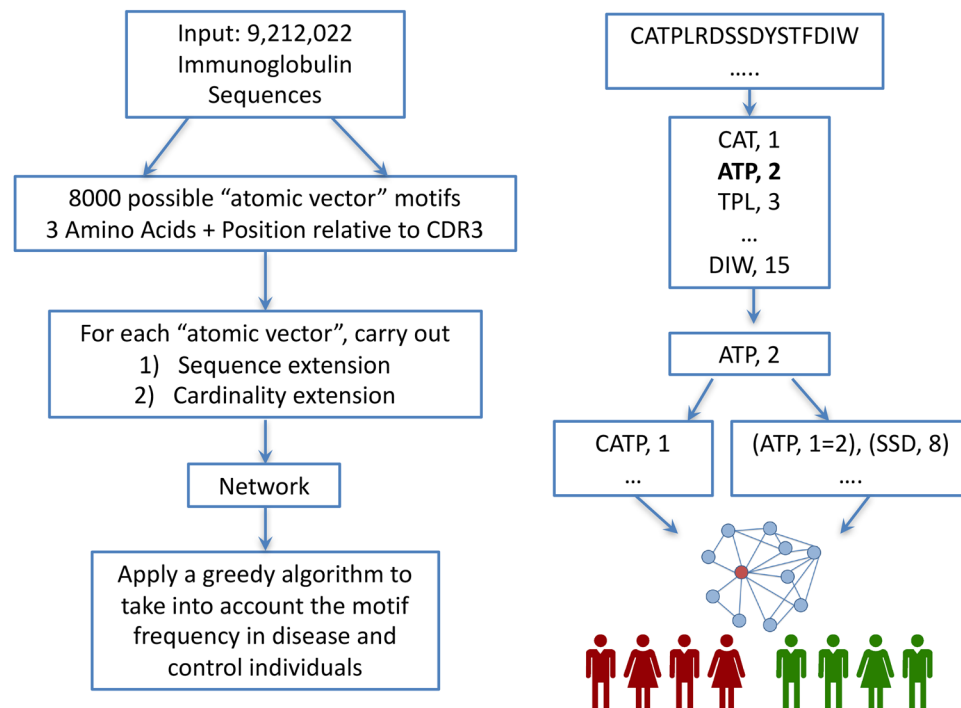 Input: 9,212,022
Immunoglobulin
Sequences
8000 possible “atomic vector” motifs
3 Amino Acids + Position relative to CDR3
For each “atomic vector”, carry out
1) Sequence extension
2) Cardinality extension
Network
Apply a greedy algorithm to
take into account the motif
frequency in disease and
control individuals
CATPLRDSSDYSTFDIW
…..
CAT, 1
ATP, 2
TPL, 3
…
DIW, 15
ATP, 2
CATP, 1
…
(ATP, 1=2), (SSD, 8)
….